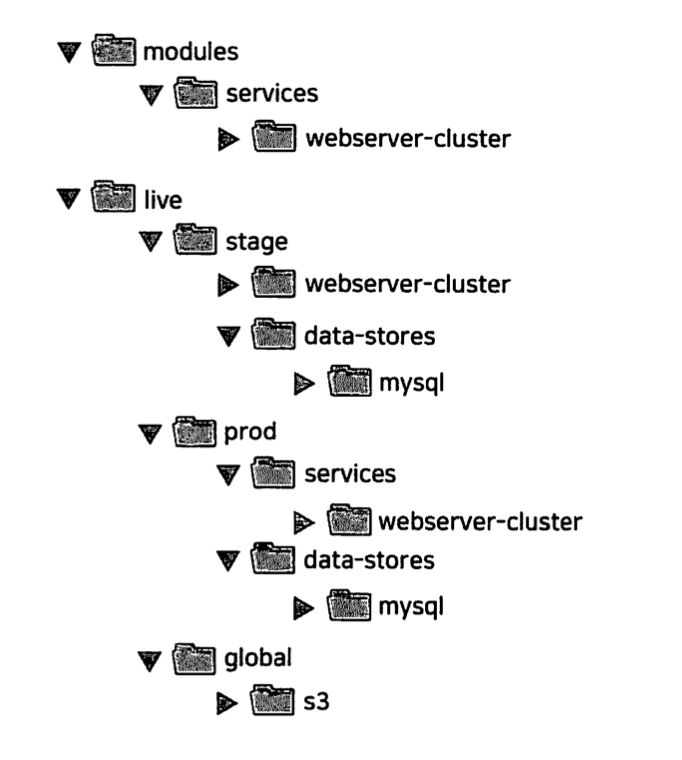 modules
services
webserver-cluster
live
stage
webserver-cluster
data-stores
mysql
prod
services
webserver-cluster
data-stores
mysql
global
s3